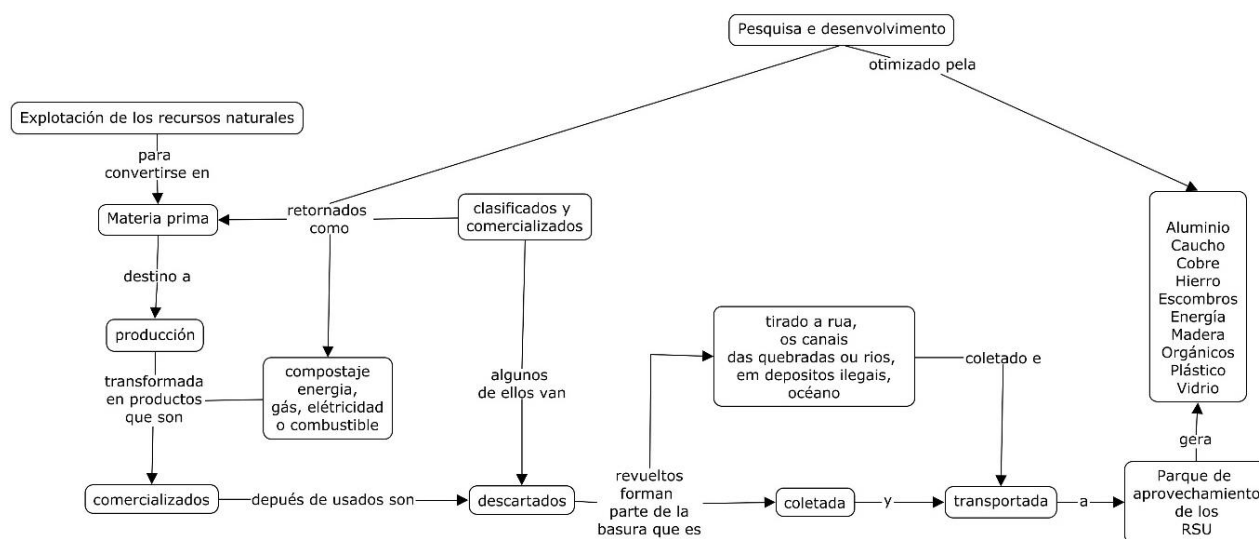 Pesquisa e desenvolvimento
otimizado pela
Explotación de los recursos naturales
para
convertirse en
Materia prima
retornados
como
clasificados y
comercializados
destino a
producción
transformada
en productos
que son
compostaje
energia,
gás, elétricidad
o combustible
algunos
de ellos van
tirado a rua,
os canais
das quebradas ou rios,
em depositos ilegais,
océano
coletado e
Aluminio
Caucho
Cobre
Hierro
Escombros
Energía
Madera
Orgánicos
Plástico
Vidrio
gera
comercializados
depués de usados son
descartados
revueltos
forman
parte de la
basura que es
coletada
y
transportada
a
Parque de
aprovechamiento
de los
RSU